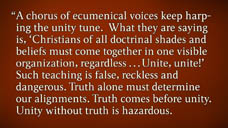 “A chorus of ecumenical voices keep harp-
ing the unity tune.  What they are saying
is, ‘Christians of all doctrinal shades and
beliefs must come together in one visible
organization, regardless . . . Unite, unite!’
Such teaching is false, reckless and
dangerous. Truth alone must determine
our alignments. Truth comes before unity.
Unity without truth is hazardous.